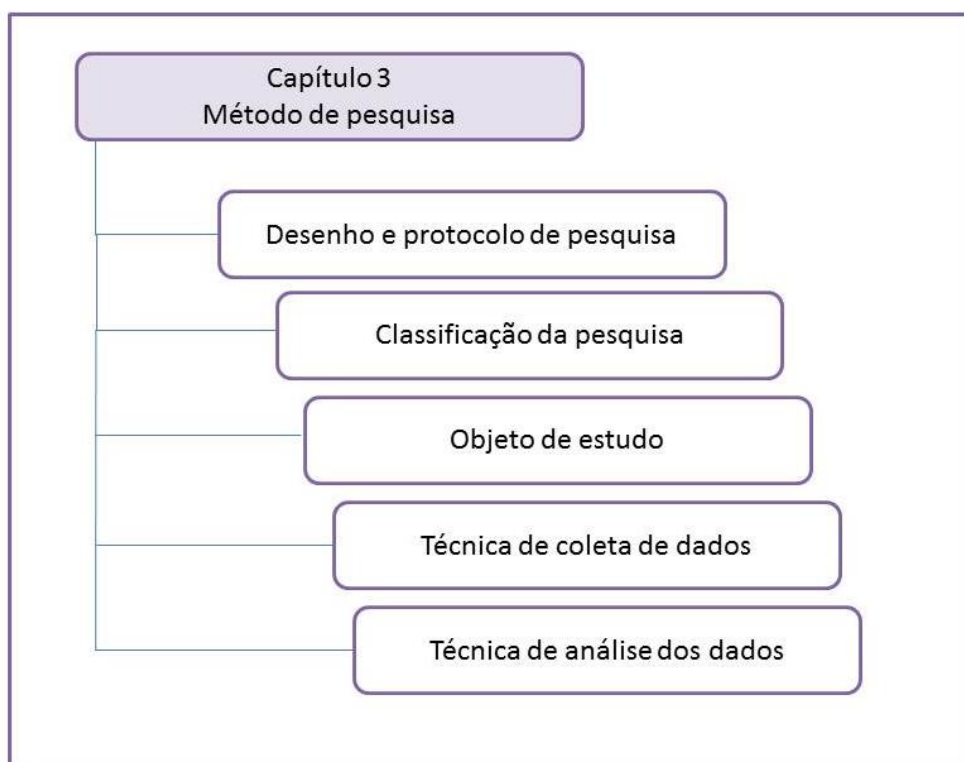 Capítulo 3
Método de pesquisa
Desenho e protocolo de pesquisa
Classificação da pesquisa
Objeto de estudo
Técnica de coleta de dados
Técnica de análise dos dados